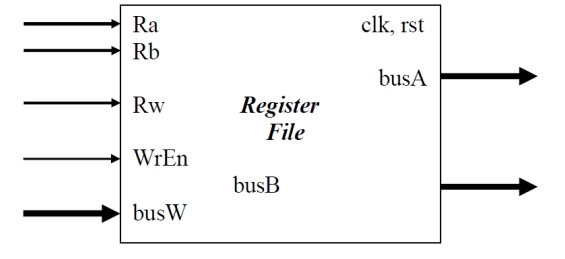 Ra
clk, rst
Rb
busA
Rw
Register
File
WrEn
busB
busW